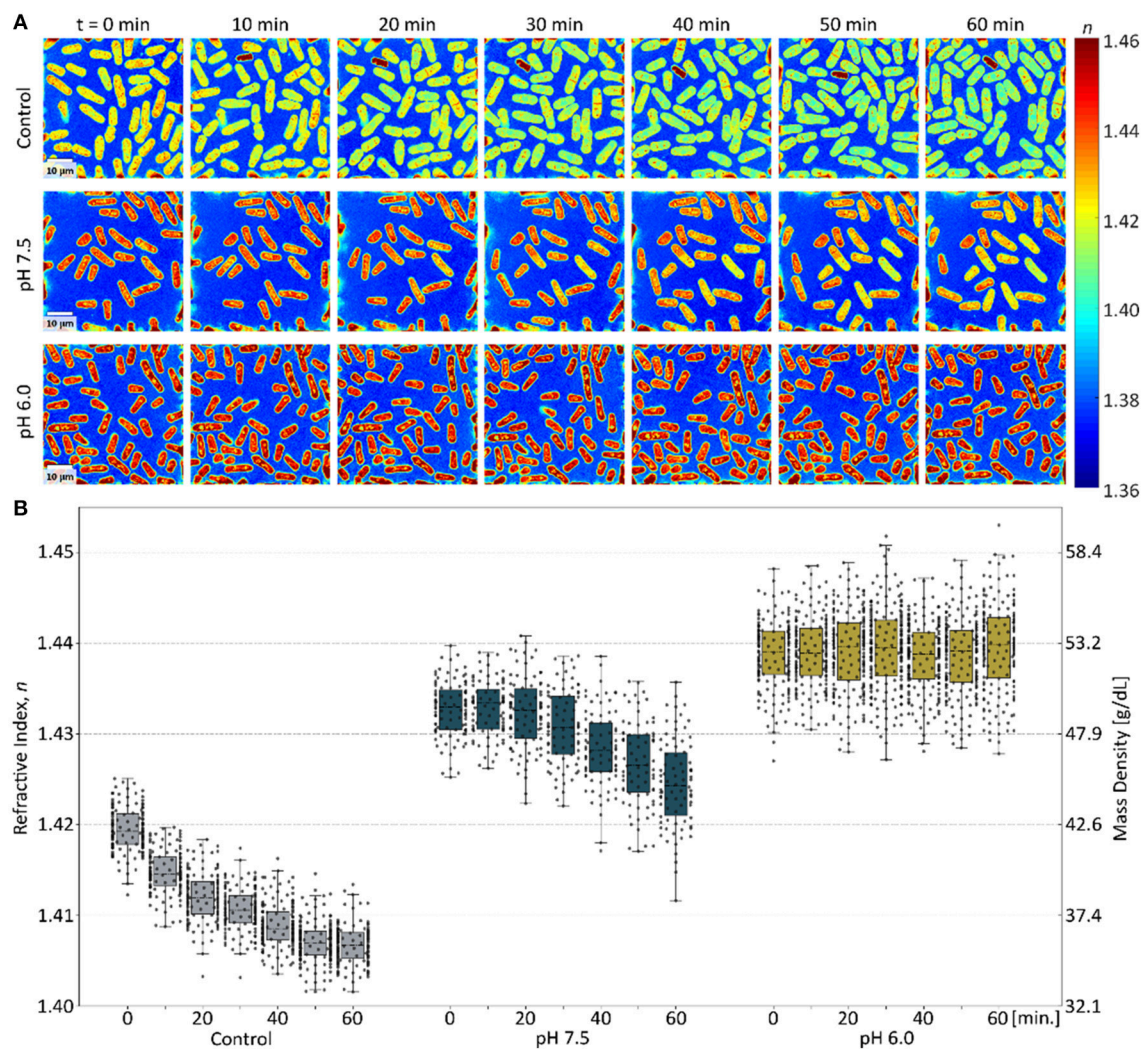 A
t = 0 min 10 min 20 min 30 min 40 min 50 min 60 min n
1.46
Control
10 µm
1.44
pH 7.5
10 µm
1.42
1.40
pH 6.0
10 µm
1.38
1.36
B
Refractive Index, n
1.45
1.44
1.43
1.42
1.41
1.40
58.4
53.2
47.9
42.6
37.4
32.1
Mass Density [g/dL]
0 20 40 60 0 20 40 60 0 20 40 60 [min.]
Control pH 7.5 pH 6.0